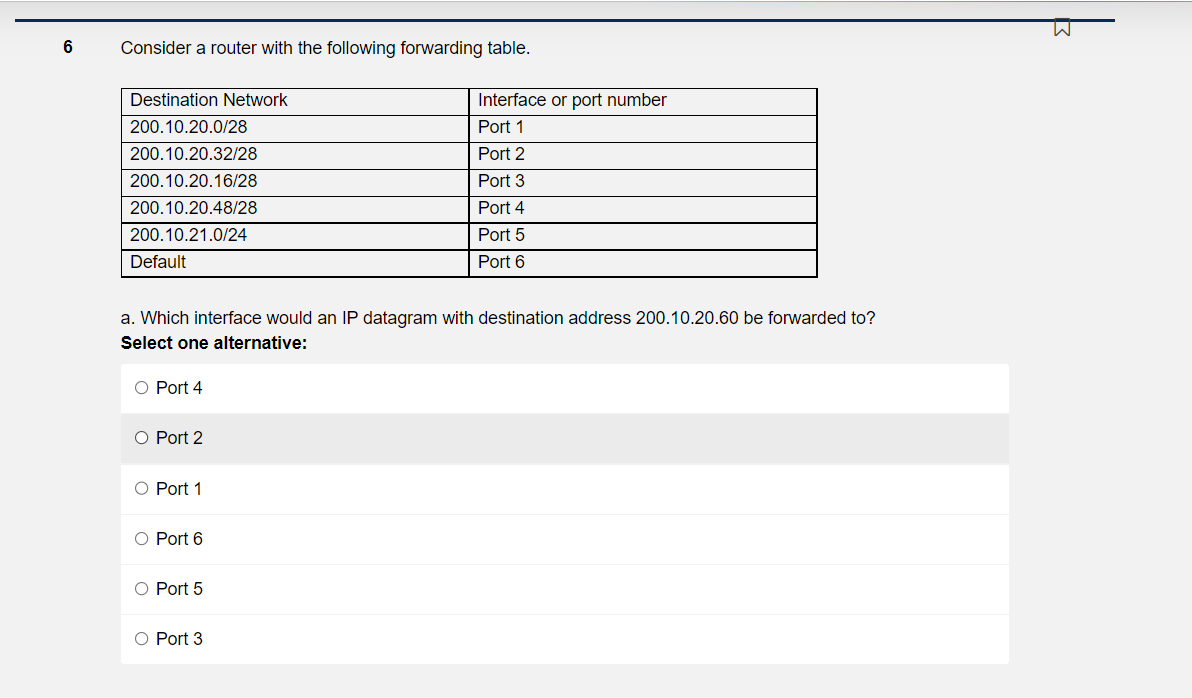 6 Consider a router with the following forwarding table.
Destination Network Interface or port number
200.10.20.0/28 Port 1
200.10.20.32/28 Port 2
200.10.20.16/28 Port 3
200.10.20.48/28 Port 4
200.10.21.0/24 Port 5
Default Port 6
a. Which interface would an IP datagram with destination address 200.10.20.60 be forwarded to?
Select one alternative:
Port 4
Port 2
Port 1
Port 6
Port 5
Port 3